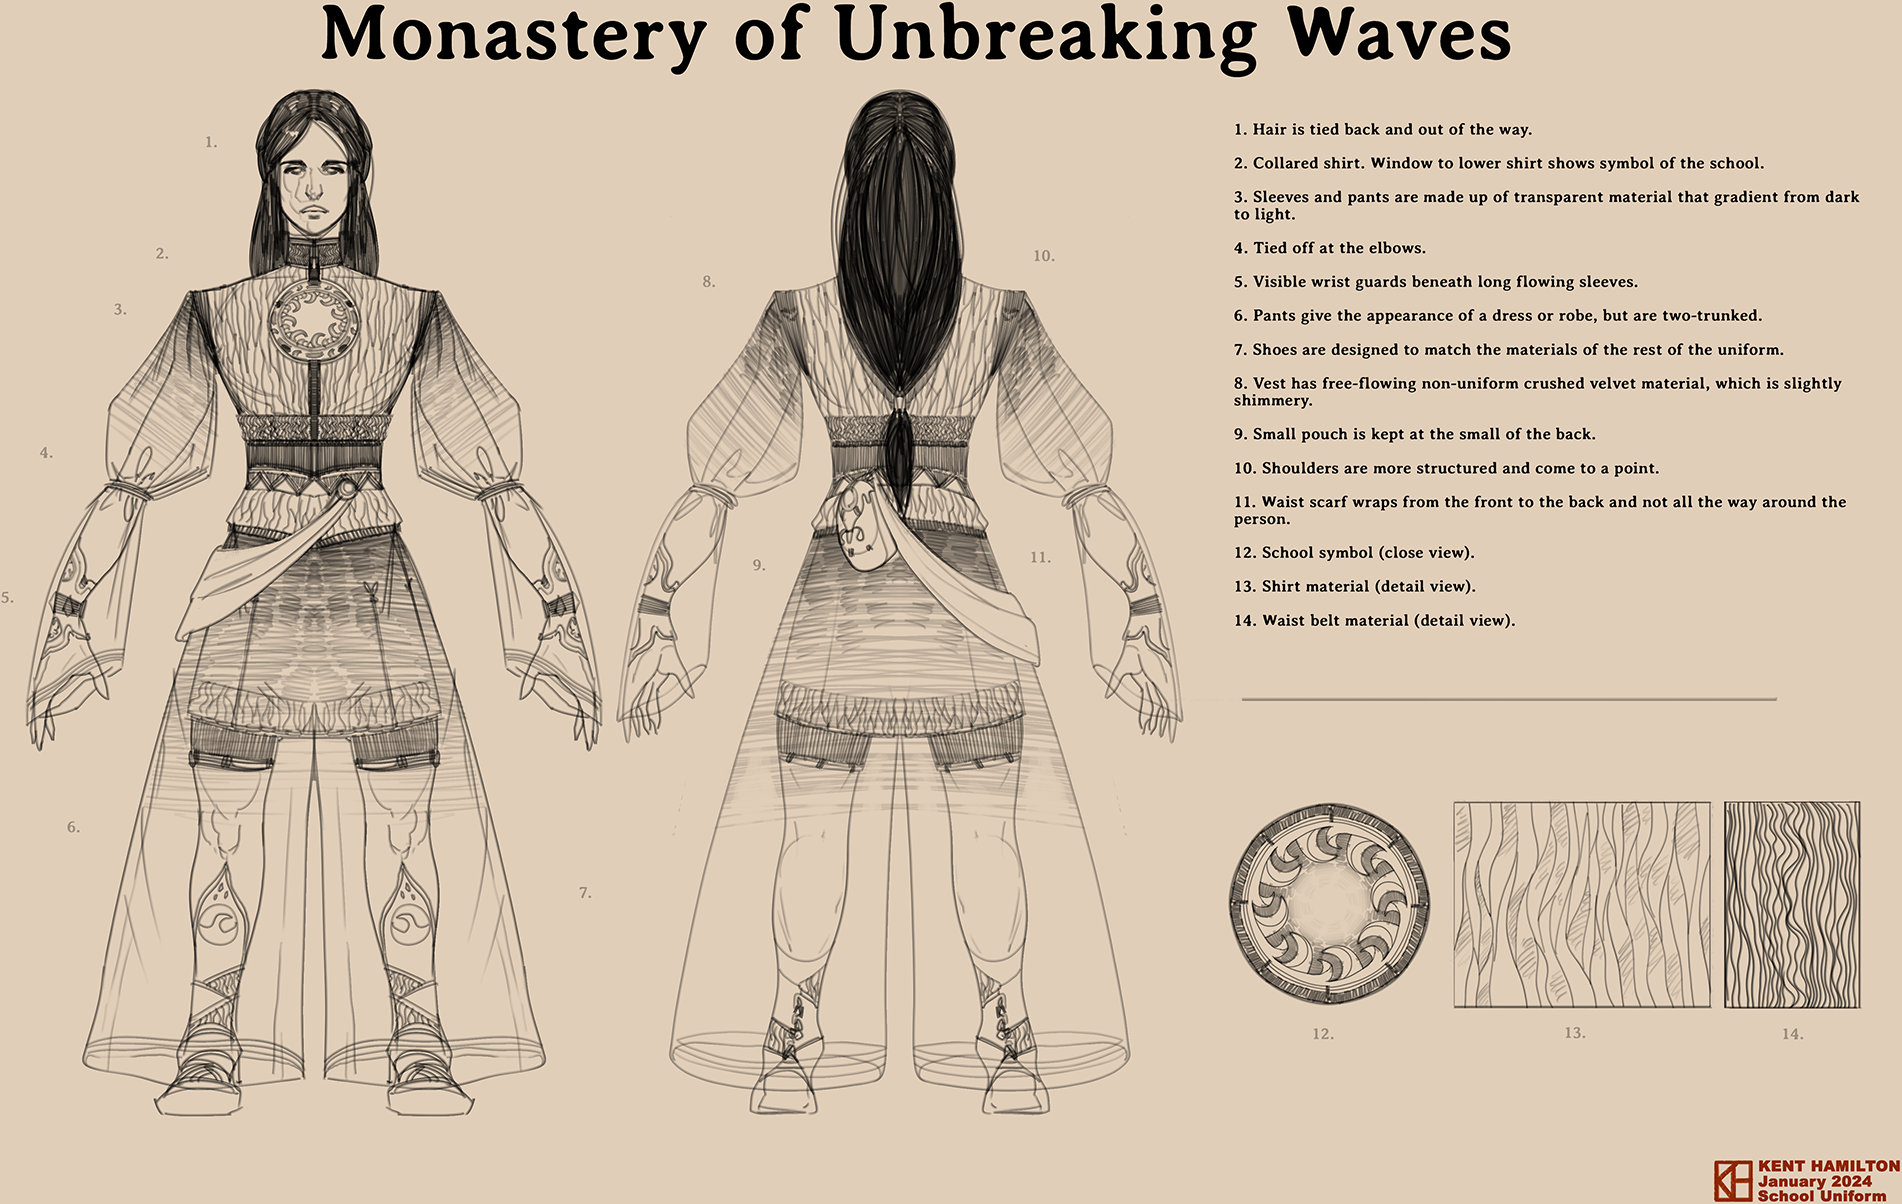 Monastery of Unbreaking Waves
1.
2.
3.
4.
5.
6.
7.
8.
9.
10.
11.
1. Hair is tied back and out of the way.
2. Collared shirt. Window to lower shirt shows symbol of the school.
3. Sleeves and pants are made up of transparent material that gradient from dark
to light.
4. Tied off at the elbows.
5. Visible wrist guards beneath long flowing sleeves.
6. Pants give the appearance of a dress or robe, but are two-trunked.
7. Shoes are designed to match the materials of the rest of the uniform.
8. Vest has free-flowing non-uniform crushed velvet material, which is slightly
shimmery.
9. Small pouch is kept at the small of the back.
10. Shoulders are more structured and come to a point.
11. Waist scarf wraps from the front to the back and not all the way around the
person.
12. School symbol (close view).
13. Shirt material (detail view).
14. Waist belt material (detail view).
12.
13.
14.
KENT HAMILTON
January 2024
School Uniform